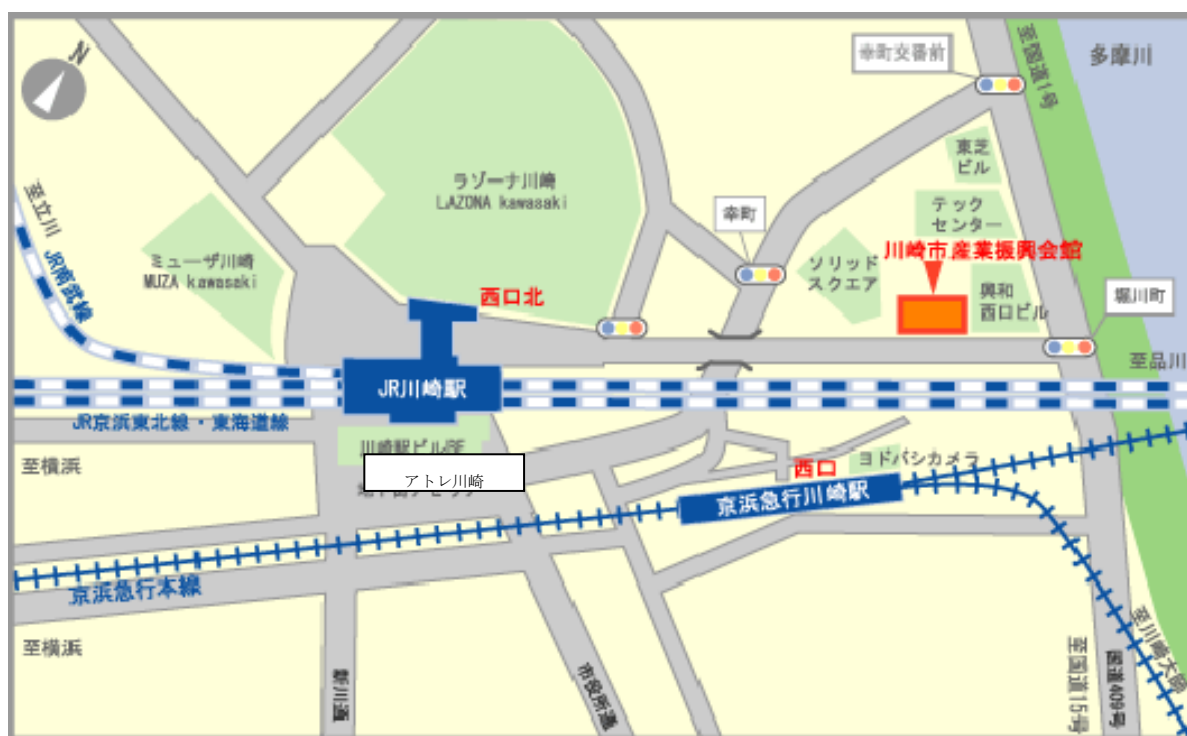 N
幸町交番前
至国道1号
多摩川
東芝
ビル
ラゾーナ川崎
LAZONA kawasaki
至立川
JR南武線
テック
センター
幸町
川崎市産業振興会館
ミューザ川崎
MUZA kawasaki
ソリッド
スクエア
西口北
興和
西口ビル
堀川町
至品川
JR川崎駅
JR京浜東北線・東海道線
川崎駅ビルBE
至横浜
アトレ川崎
西口
ヨドバシカメラ
京浜急行川崎駅
京浜急行本線
至横浜
新川通
市役所通
至国道15号
国道409号
至川崎大師